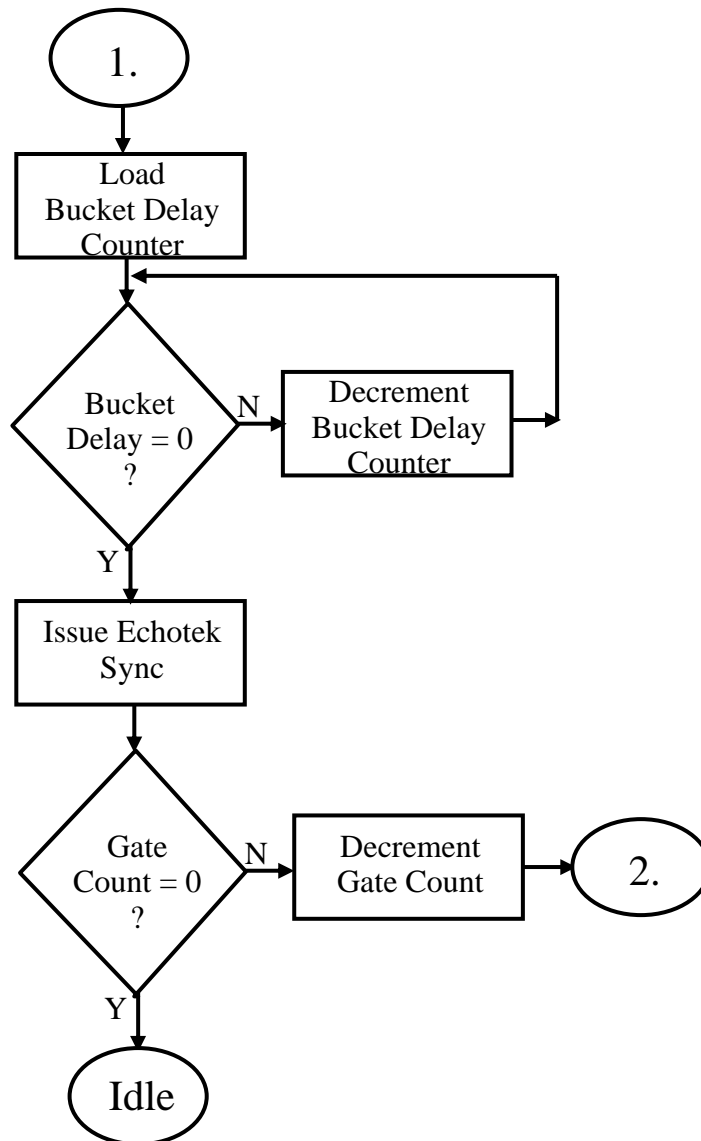 1.
Load
Bucket Delay
Counter
Bucket
Delay = 0
?
N
Decrement
Bucket Delay
Counter
Y
Issue Echotek
Sync
Gate
Count = 0
?
N
Decrement
Gate Count
2.
Y
Idle